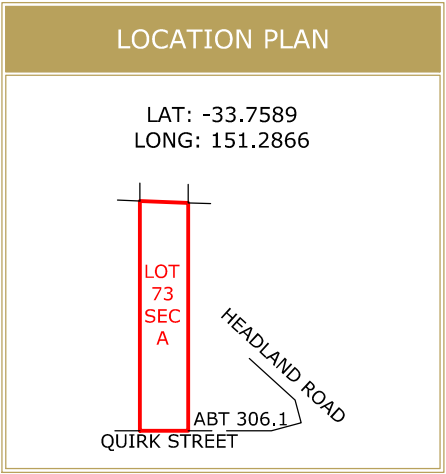 LOCATION PLAN
LAT: -33.7589
LONG: 151.2866
LOT
73
SEC
A
HEADLAND ROAD
ABT 306.1
QUIRK STREET